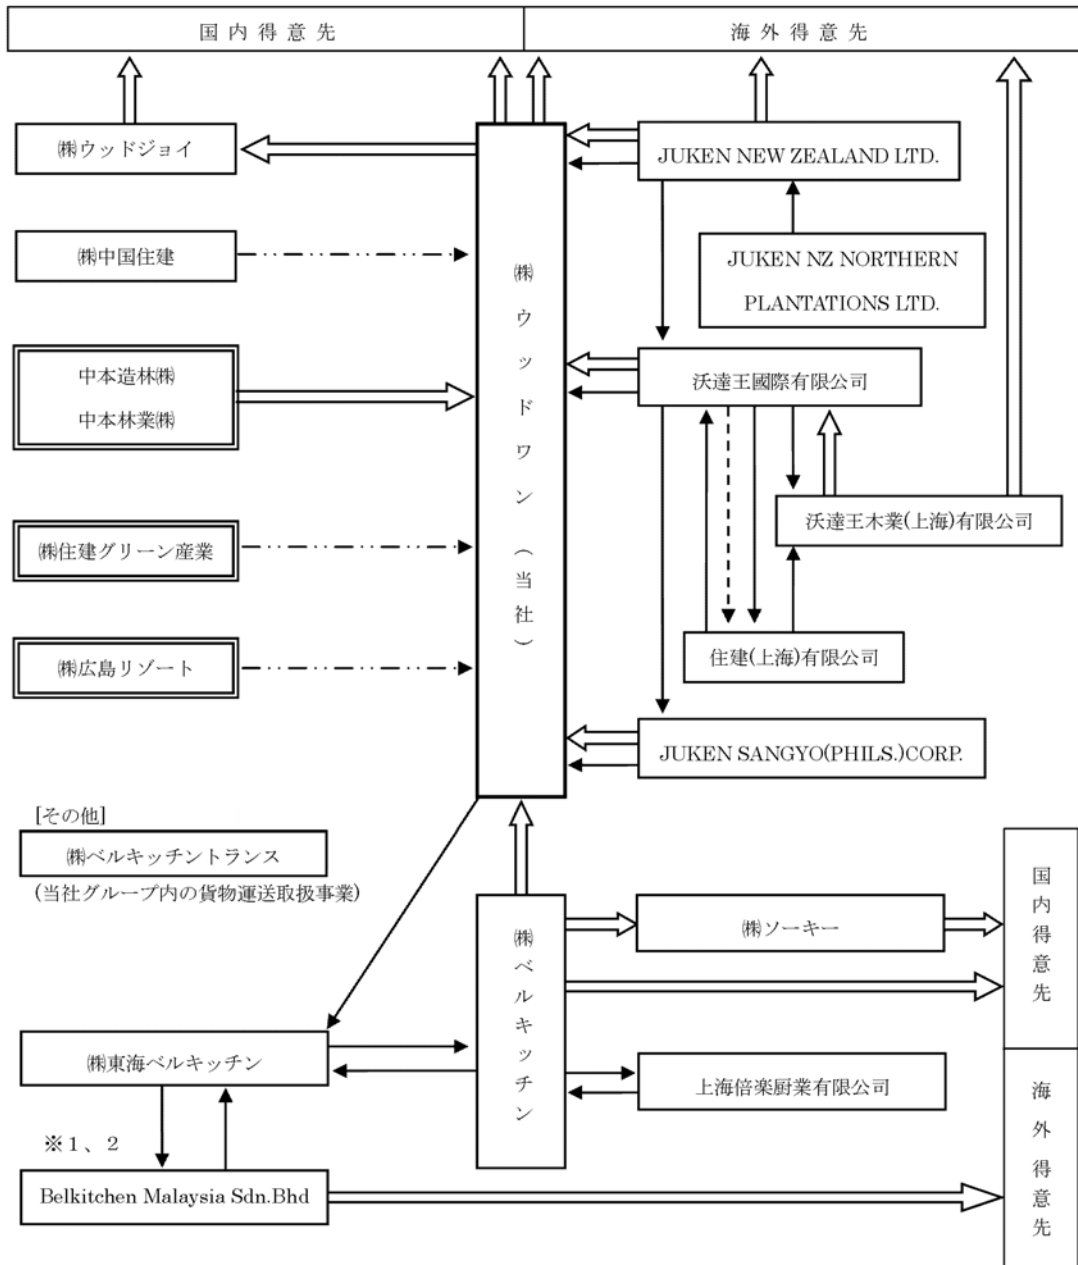 国内得意先
海外得意先
㈱ウッドジョイ
JUKEN NEW ZEALAND LTD.
㈱中国住建
JUKEN NZ NORTHERN
PLANTATIONS LTD.
㈱ウッドワン(当社)
中本造林㈱
中本林業㈱
沃達王國際有限公司
沃達王木業(上海)有限公司
㈱住建グリーン産業
住建(上海)有限公司
㈱広島リゾート
JUKEN SANGYO(PHILS.)CORP.
[その他]
㈱ベルキッチントランス
(当社グループ内の貨物運送取扱事業)
㈱ベルキッチン
㈱ソーキー
国内得意先
㈱東海ベルキッチン
上海倍楽厨業有限公司
海外得意先
※1、2
Belkitchen Malaysia Sdn.Bhd